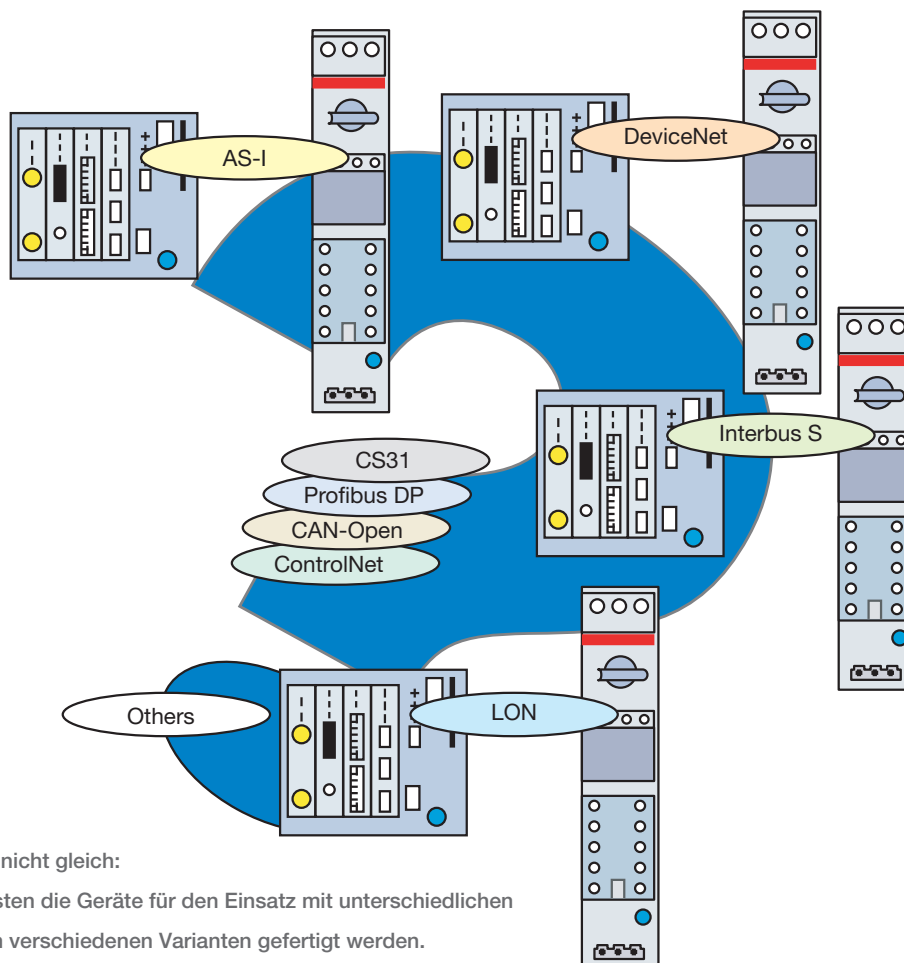 AS-I
DeviceNet
Interbus S
CS31
Profibus DP
CAN-Open
ControlNet
Others
LON
nicht gleich:
die Geräte für den Einsatz mit unterschiedlichen
verschiedenen Varianten gefertigt werden.